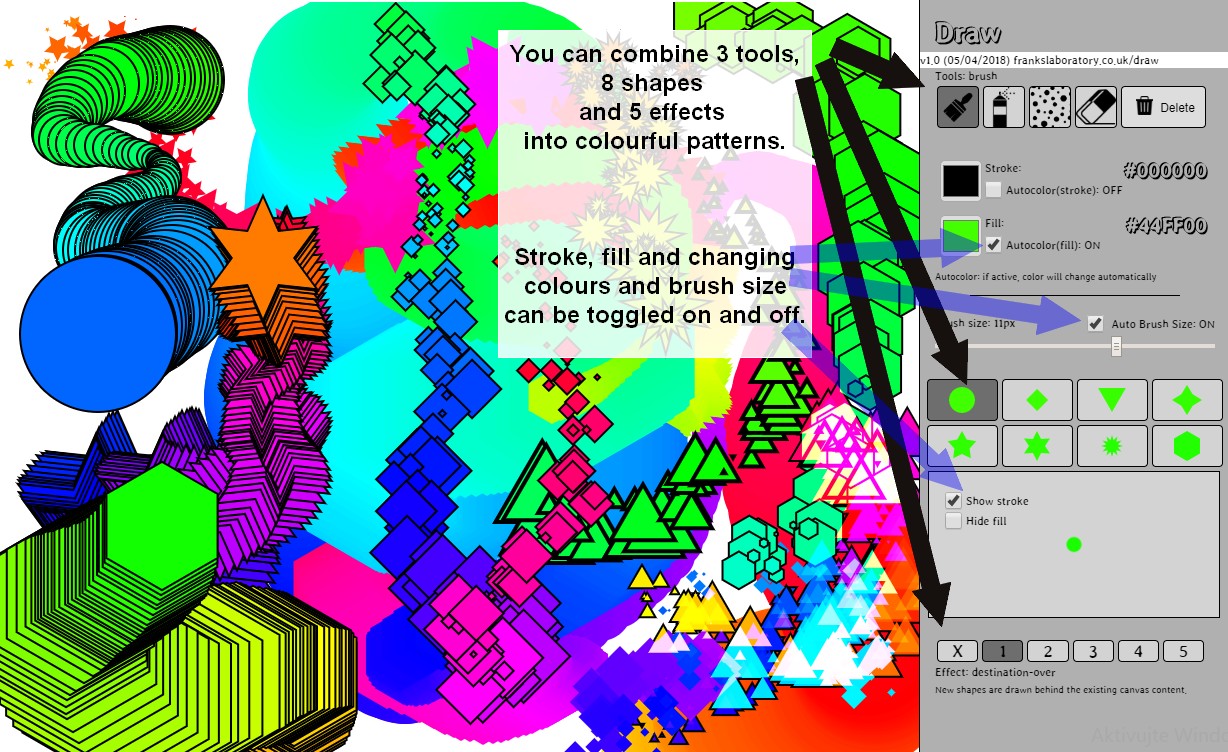 You can combine 3 tools,
8 shapes
and 5 effects
into colourful patterns.
Stroke, fill and changing
colours and brush size
can be toggled on and off.
Draw
v1,0 (05/04/2018) frankslaboratory,co,uk/draw
Tools: brush
Delete
Stroke:
#000000
Autocolor(stroke): OFF
Fill:
#44FF00
Autocolor(fill): ON
Autocolor: if active, color will change automatically
size: 11px
Auto Brush Size: ON
Show stroke
Hide fill
X 1 2 3 4 5
Effect: destination-over
New shapes are drawn behind the existing canvas content,
Aktivujte